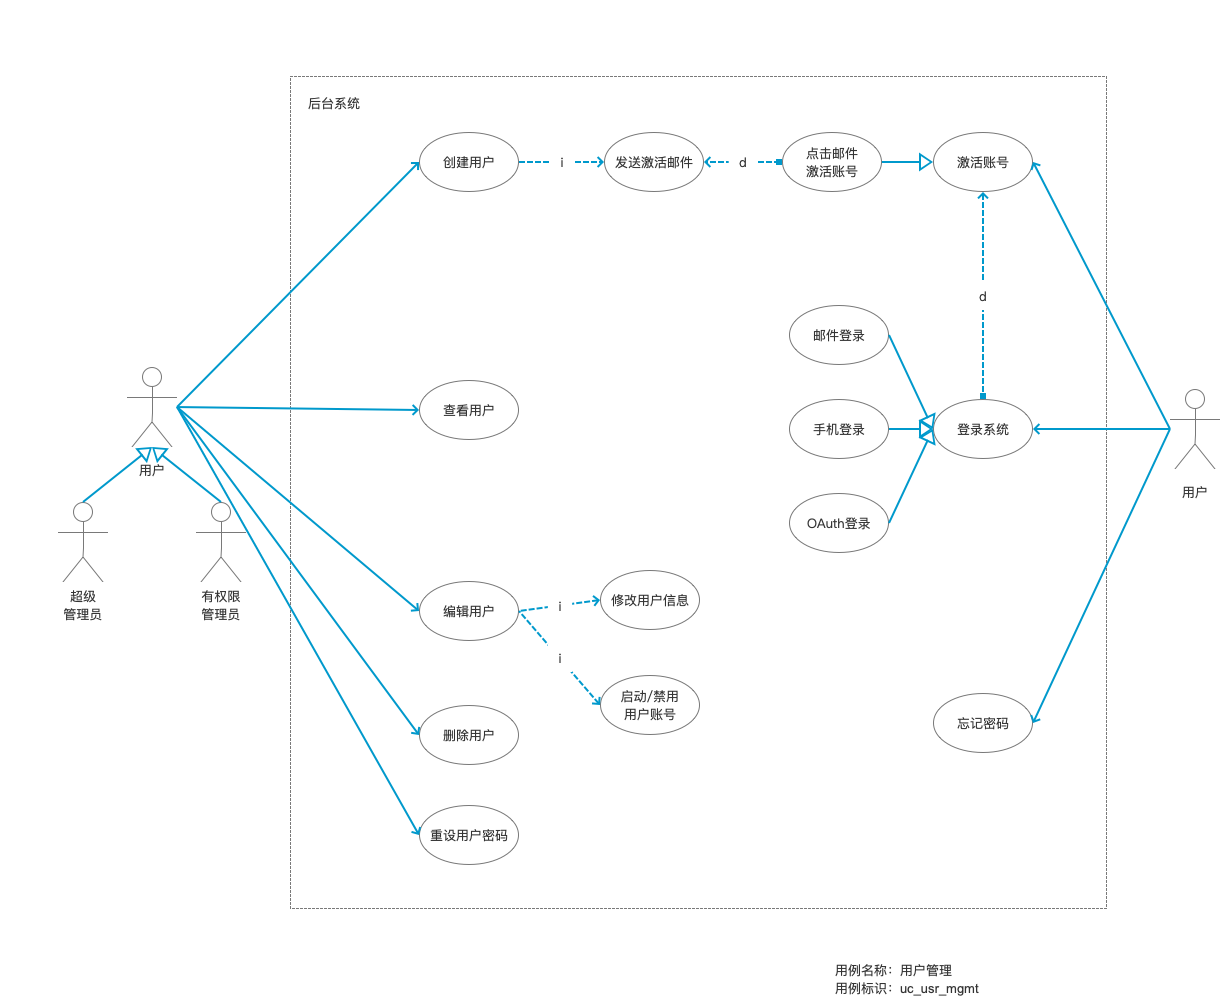 后台系统
创建用户
i
发送激活邮件
d
点击邮件
激活账号
激活账号
d
邮件登录
查看用户
手机登录
登录系统
用户
用户
OAuth登录
超级
管理员
有权限
管理员
编辑用户
i
修改用户信息
i
启动/禁用
用户账号
删除用户
忘记密码
重设用户密码
用例名称：用户管理
用例标识：uc_usr_mgmt